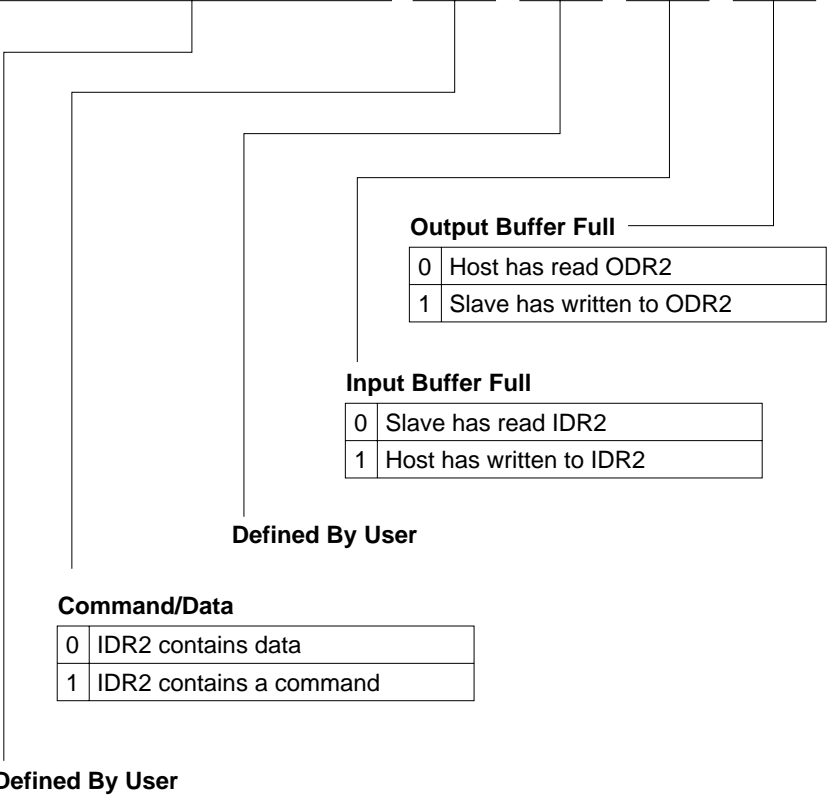 Output Buffer Full
0 Host has read ODR2
1 Slave has written to ODR2
Input Buffer Full
0 Slave has read IDR2
1 Host has written to IDR2
Defined By User
Command/Data
0 IDR2 contains data
1 IDR2 contains a command
Defined By User